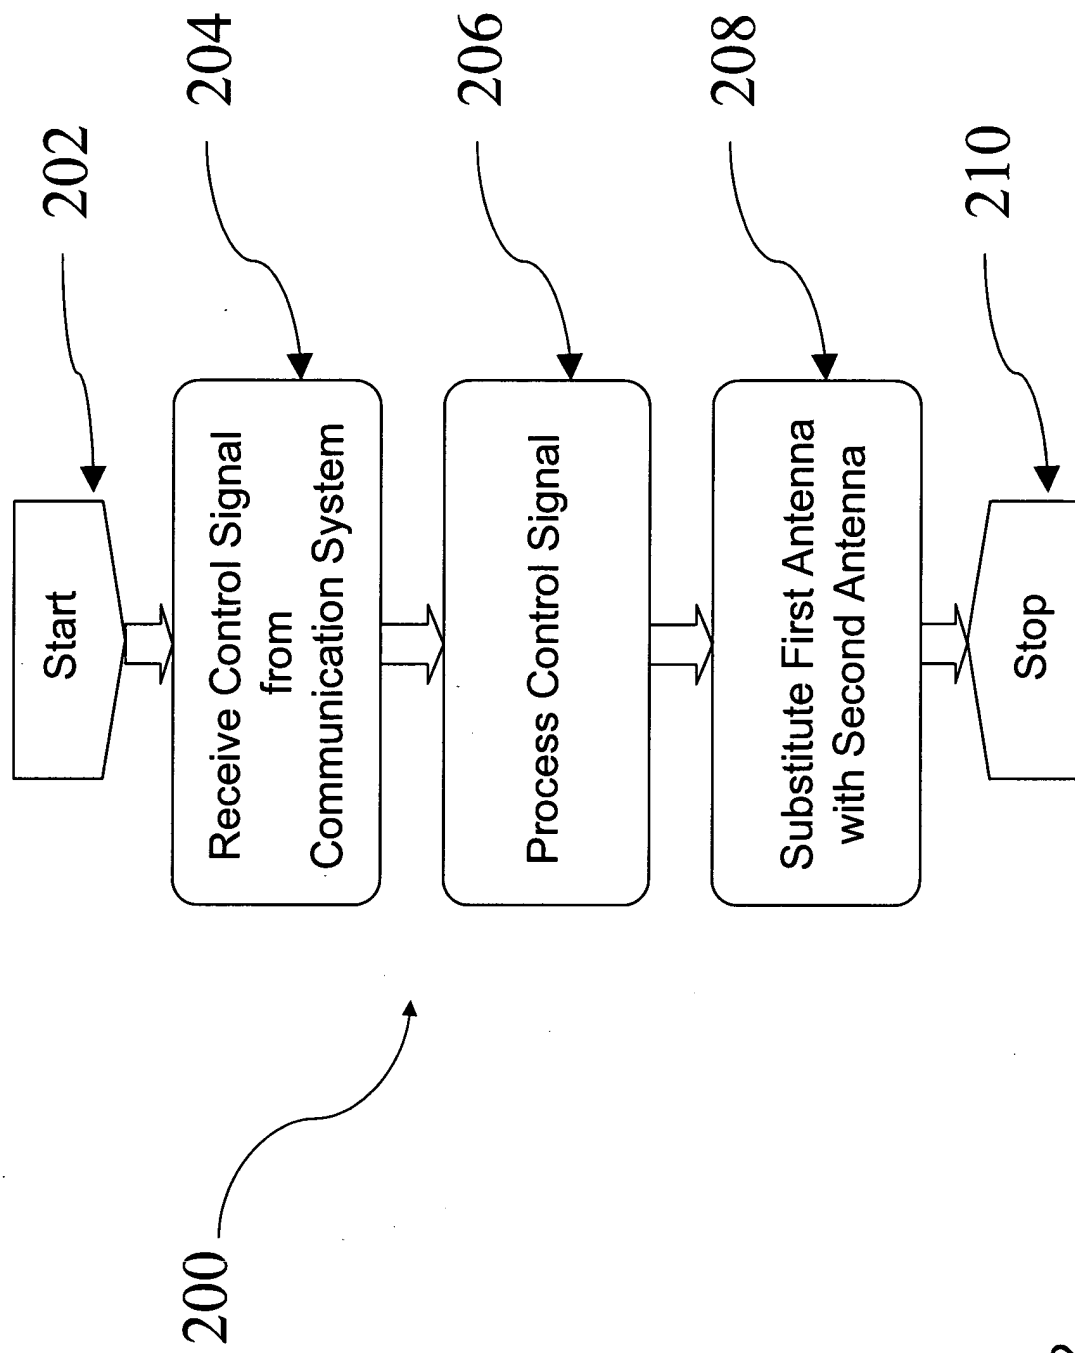 200
Start
202
Receive Control Signal
from
Communication System
204
Process Control Signal
206
Substitute First Antenna
with Second Antenna
208
Stop
210